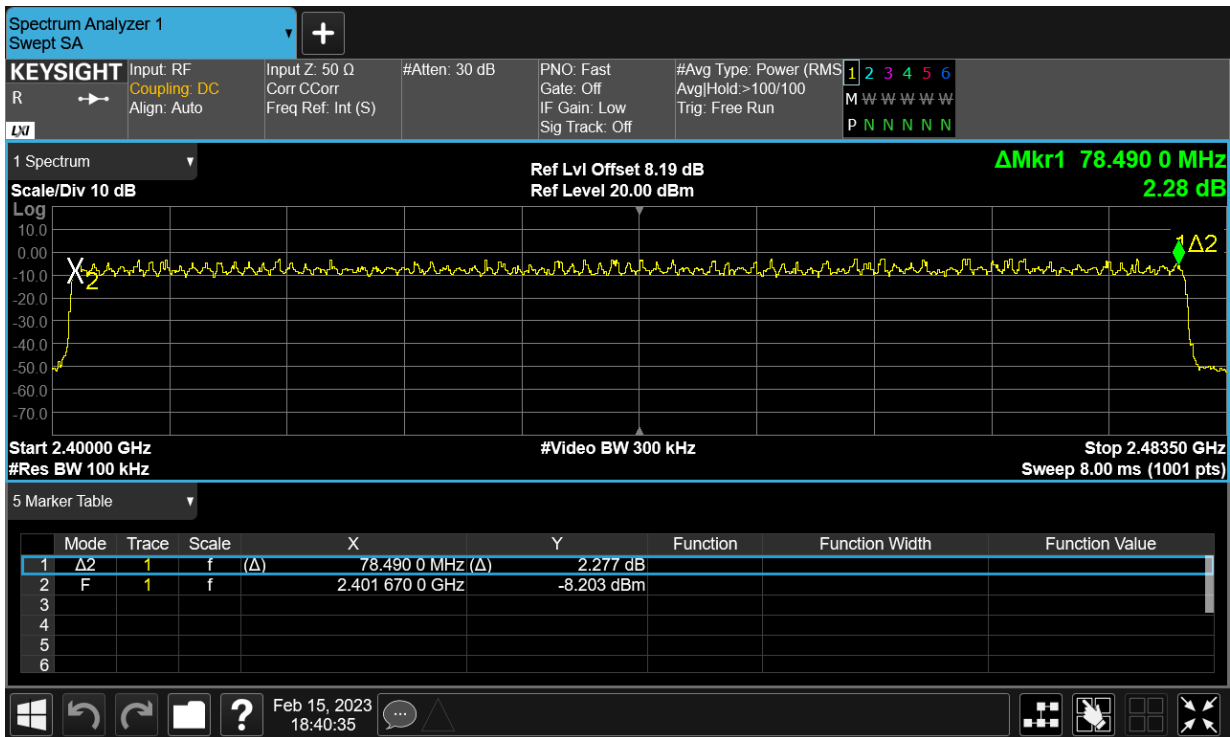 Spectrum Analyzer 1
Swept SA
+
KEYSIGHT Input: RF Input Z: 50 Ω #Atten: 30 dB PNO: Fast #Avg Type: Power (RMS 1 2 3 4 5 6
R Coupling: DC Corr CCorr Gate: Off Avg|Hold:>100/100 M W W W W W
Align: Auto Freq Ref: Int (S) IF Gain: Low Trig: Free Run
LXI Sig Track: Off P N N N N N
1 Spectrum Ref Lvl Offset 8.19 dB ΔMkr1 78.490 0 MHz
Scale/Div 10 dB Ref Level 20.00 dBm 2.28 dB
Log
10.0
1Δ2
0.00
-10.0
2
-20.0
-30.0
-40.0
-50.0
-60.0
-70.0
Start 2.40000 GHz #Video BW 300 kHz Stop 2.48350 GHz
#Res BW 100 kHz Sweep 8.00 ms (1001 pts)
5 Marker Table
Mode Trace Scale X Y Function Function Width Function Value
1 Δ2 1 f (Δ) 78.490 0 MHz (Δ) 2.277 dB
2 F 1 f 2.401 670 0 GHz -8.203 dBm
3
4
5
6
? Feb 15, 2023
18:40:35